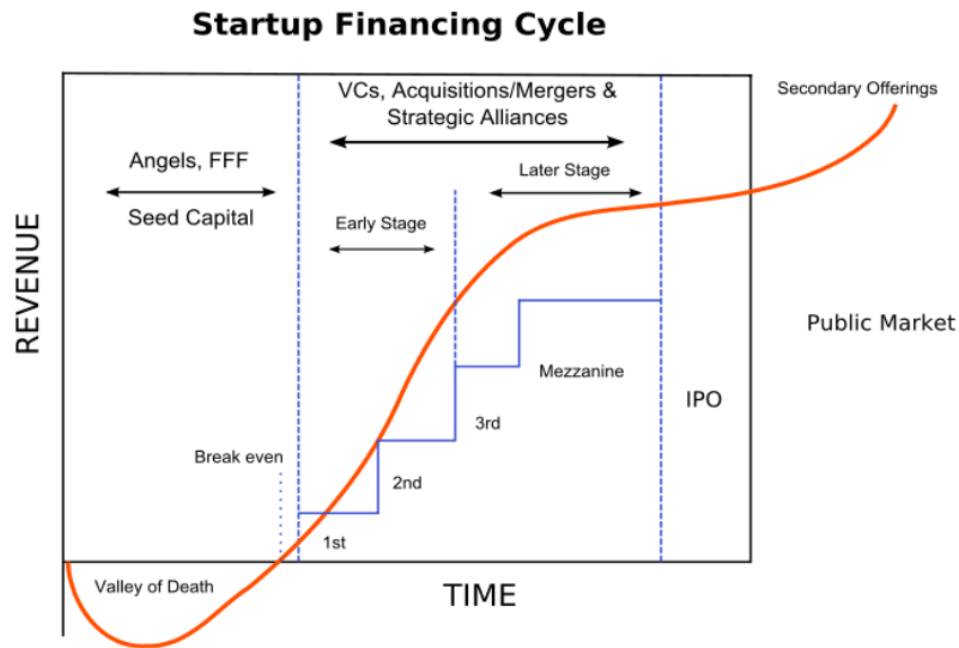 Startup Financing Cycle
Secondary Offerings
VCs, Acquisitions/Mergers &
Strategic Alliances
Angels, FFF
Later Stage
Seed Capital
Early Stage
REVENUE
Public Market
Mezzanine
IPO
3rd
Break even
2nd
1st
Valley of Death
TIME